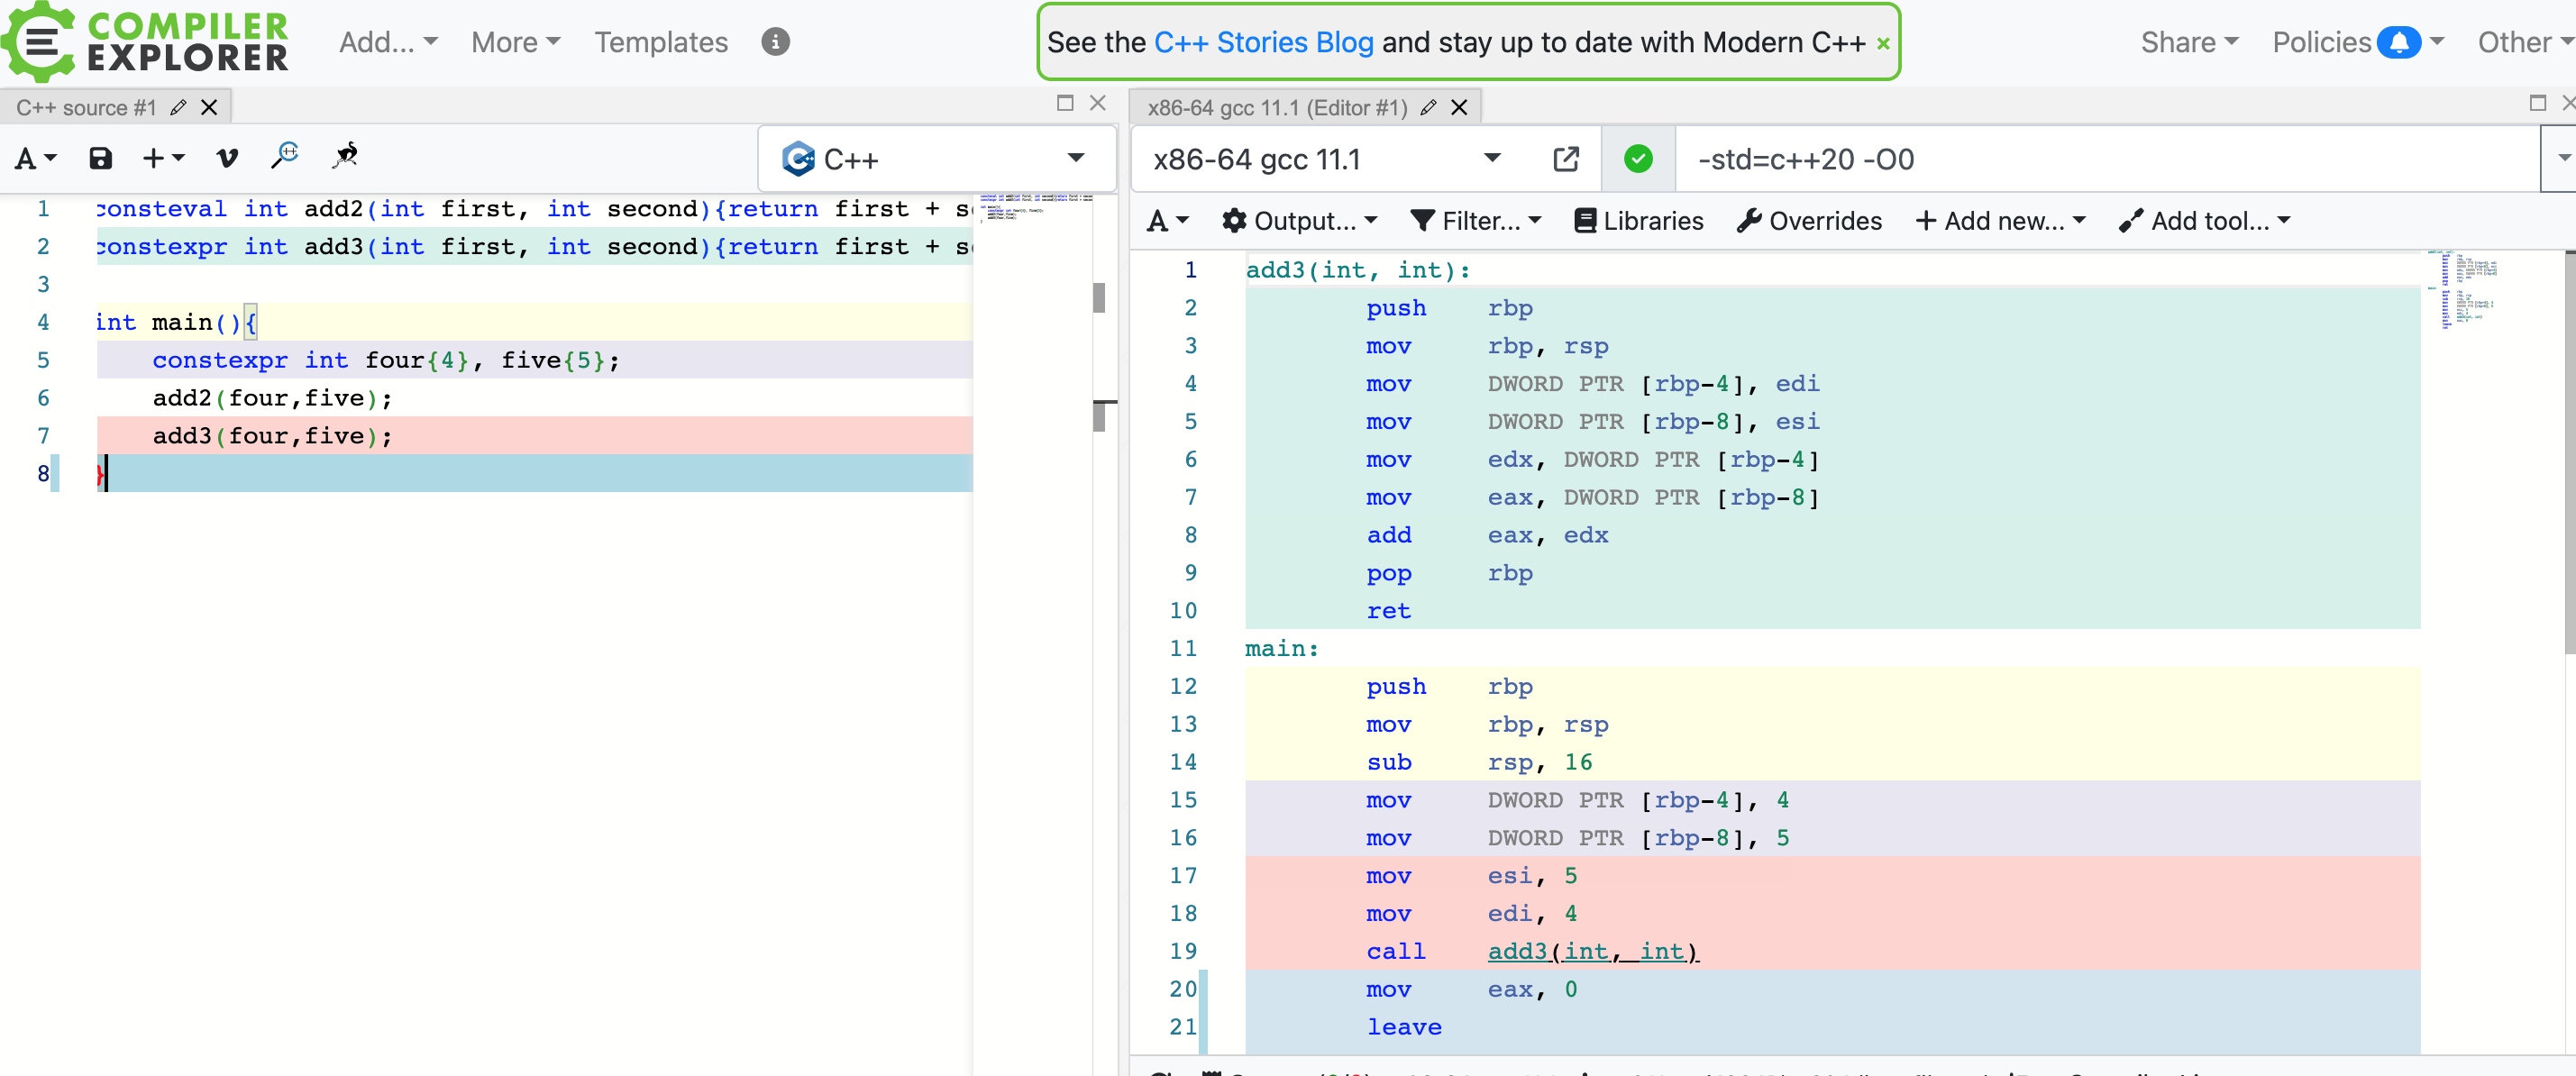 COMPILER
EXPLORER
Add...
More
Templates
See the C++ Stories Blog and stay up to date with Modern C++ ×
Share
Policies
Other
C++ source #1
A
C++
1 consteval int add2(int first, int second){return first +
2 constexpr int add3(int first, int second){return first +
3
4 int main(){
5 constexpr int four{4}, five{5};
6 add2(four,five);
7 add3(four,five);
8 }
x86-64 gcc 11.1 (Editor #1)
x86-64 gcc 11.1
-std=c++20 -O0
A
Output...
Filter...
Libraries
Overrides
+ Add new...
Add tool...
1 add3(int, int):
2 push rbp
3 mov rbp, rsp
4 mov DWORD PTR [rbp-4], edi
5 mov DWORD PTR [rbp-8], esi
6 mov edx, DWORD PTR [rbp-4]
7 mov eax, DWORD PTR [rbp-8]
8 add eax, edx
9 pop rbp
10 ret
11 main:
12 push rbp
13 mov rbp, rsp
14 sub rsp, 16
15 mov DWORD PTR [rbp-4], 4
16 mov DWORD PTR [rbp-8], 5
17 mov esi, 5
18 mov edi, 4
19 call add3(int, int)
20 mov eax, 0
21 leave